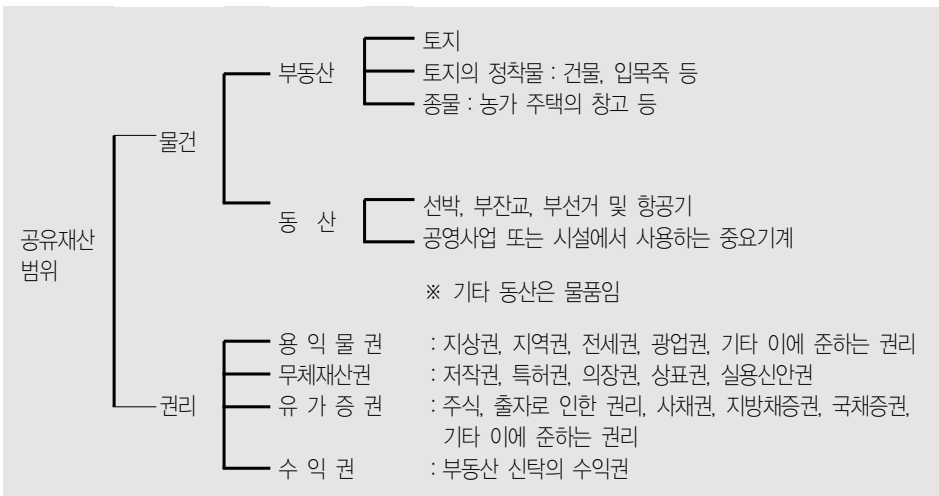 토지
부동산
토지의 정착물 : 건물, 입목죽 등
종물 : 농가 주택의 창고 등
물건
선박, 부잔교, 부선거 및 항공기
동 산
공영사업 또는 시설에서 사용하는 중요기계
공유재산
범위
※ 기타 동산은 물품임
용 익 물 권 : 지상권, 지역권, 전세권, 광업권, 기타 이에 준하는 권리
무체재산권 : 저작권, 특허권, 의장권, 상표권, 실용신안권
권리
유 가 증 권 : 주식, 출자로 인한 권리, 사채권, 지방채증권, 국채증권,
기타 이에 준하는 권리
수 익 권 : 부동산 신탁의 수익권